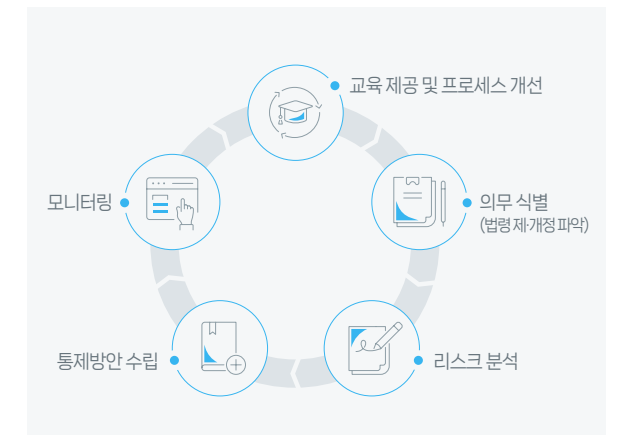 교육 제공 및 프로세스 개선
모니터링
의무 식별
(법령 제·개정 파악)
통제방안 수립
리스크 분석